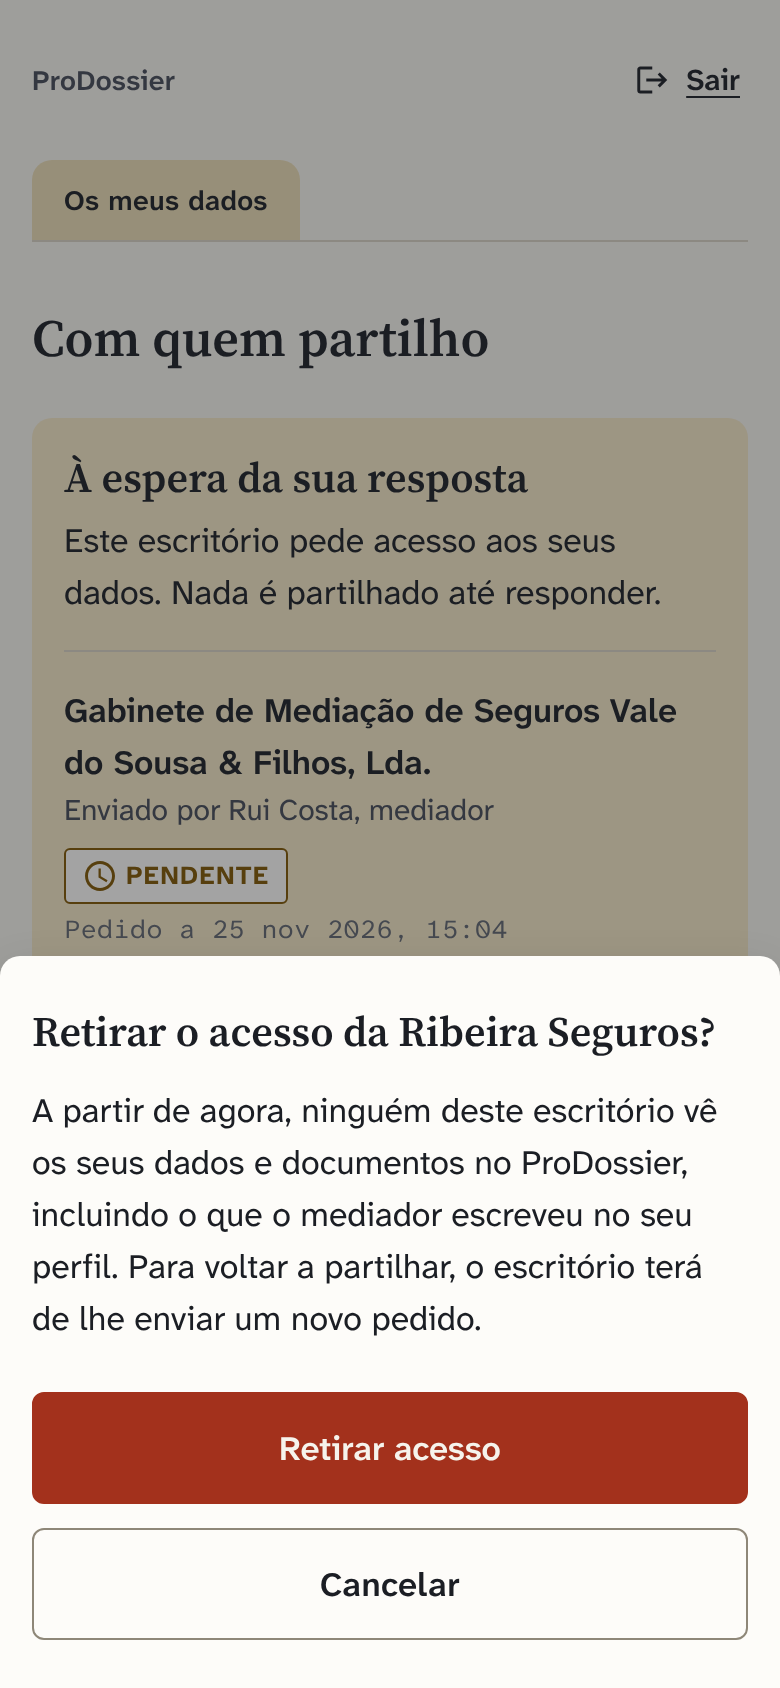 ProDossier
Sair
Os meus dados
Com quem partilho
À espera da sua resposta
Este escritório pede acesso aos seus
dados. Nada é partilhado até responder.
Gabinete de Mediação de Seguros Vale
do Sousa & Filhos, Lda.
Enviado por Rui Costa, mediador
PENDENTE
Pedido a 25 nov 2026, 15:04
Retirar o acesso da Ribeira Seguros?
A partir de agora, ninguém deste escritório vê
os seus dados e documentos no ProDossier,
incluindo o que o mediador escreveu no seu
perfil. Para voltar a partilhar, o escritório terá
de lhe enviar um novo pedido.
Retirar acesso
Cancelar